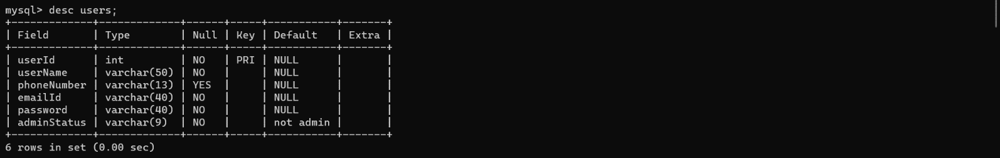 mysql> desc users;
+-------------+-------------+------+-----+-----------+-------+
| Field       | Type        | Null | Key | Default   | Extra |
+-------------+-------------+------+-----+-----------+-------+
| userId      | int         | NO   | PRI | NULL      |       |
| userName    | varchar(50) | NO   |     | NULL      |       |
| phoneNumber | varchar(13) | YES  |     | NULL      |       |
| emailId     | varchar(40) | NO   |     | NULL      |       |
| password    | varchar(40) | NO   |     | NULL      |       |
| adminStatus | varchar(9)  | NO   |     | not admin |       |
+-------------+-------------+------+-----+-----------+-------+
6 rows in set (0.00 sec)